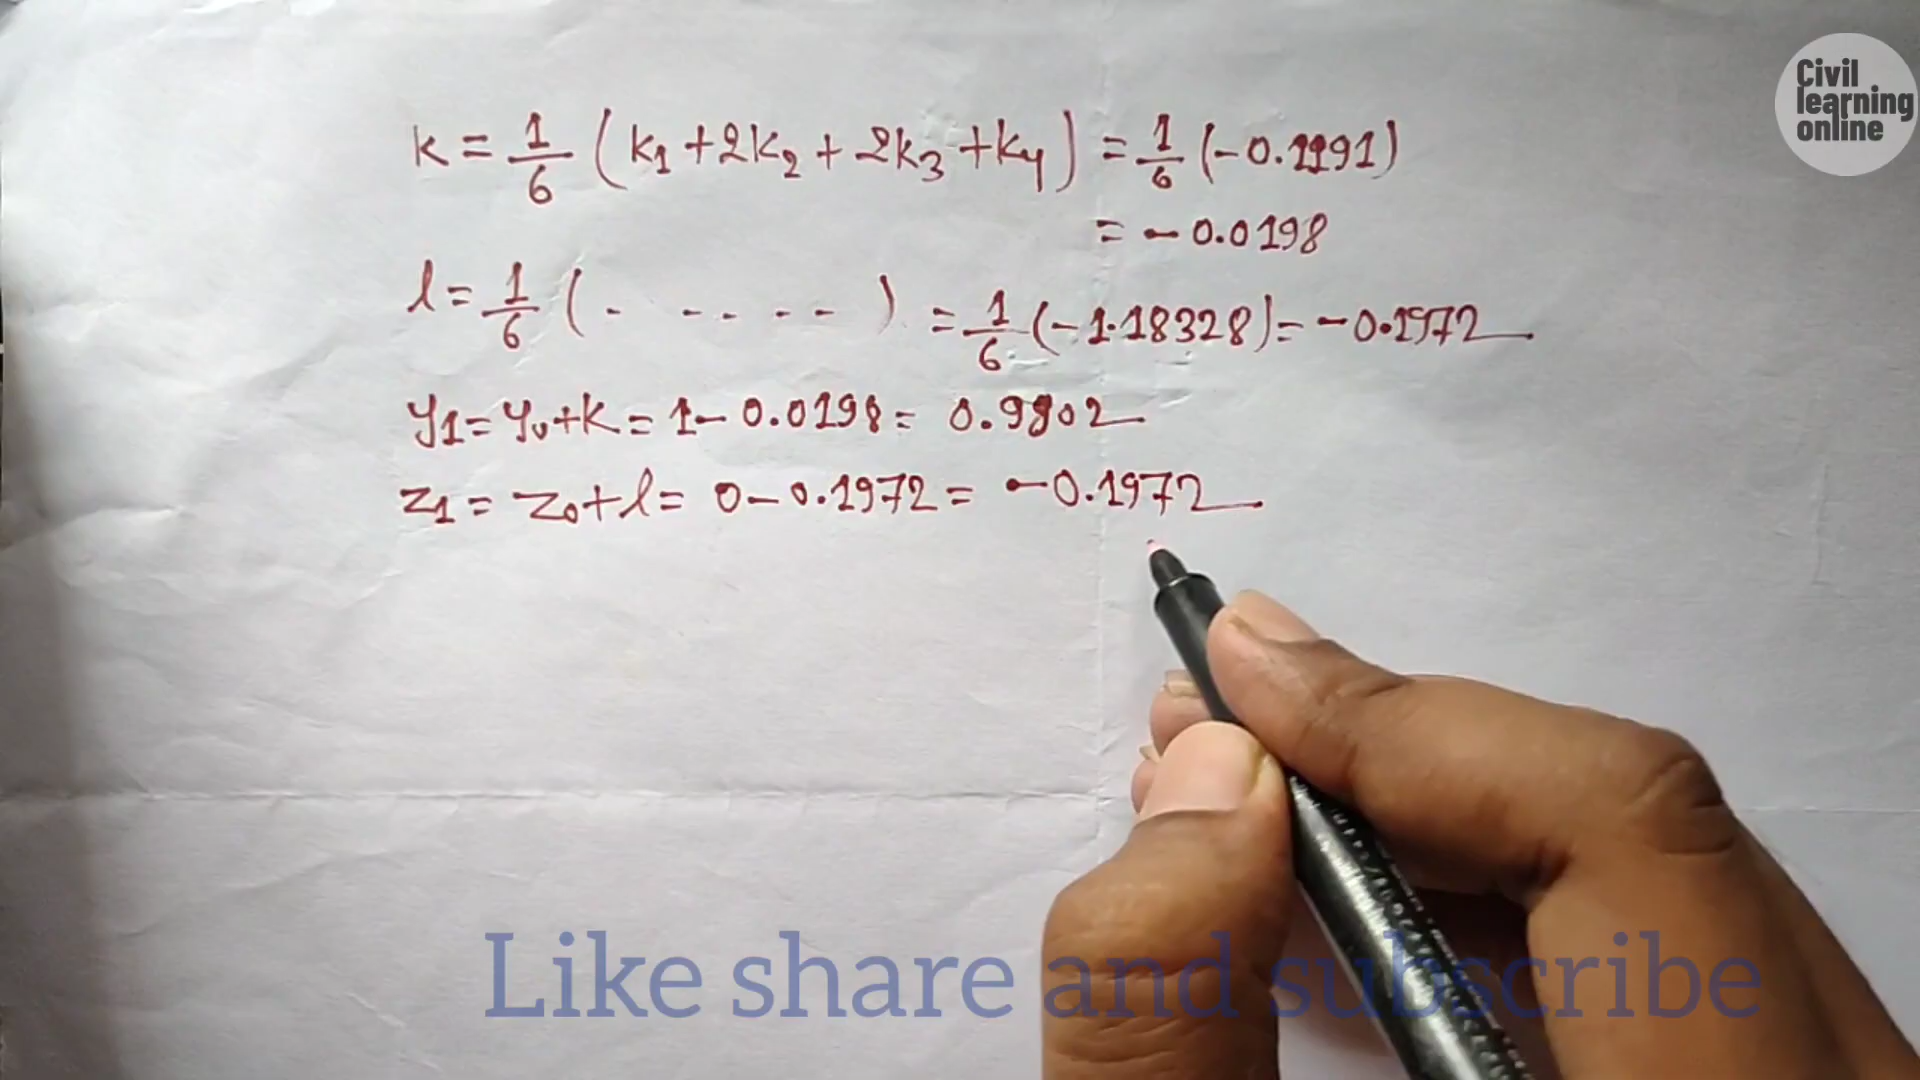 k = 1/6 (k1 + 2k2 + 2k3 + k4) = 1/6 (-0.1191)
= -0.0198
l = 1/6 (- - - - -) = 1/6 (-1.18328) = -0.1972
y1 = y0 + k = 1 - 0.0198 = 0.9802
z1 = z0 + l = 0 - 0.1972 = -0.1972
Civil
learning
online
Like share and subscribe